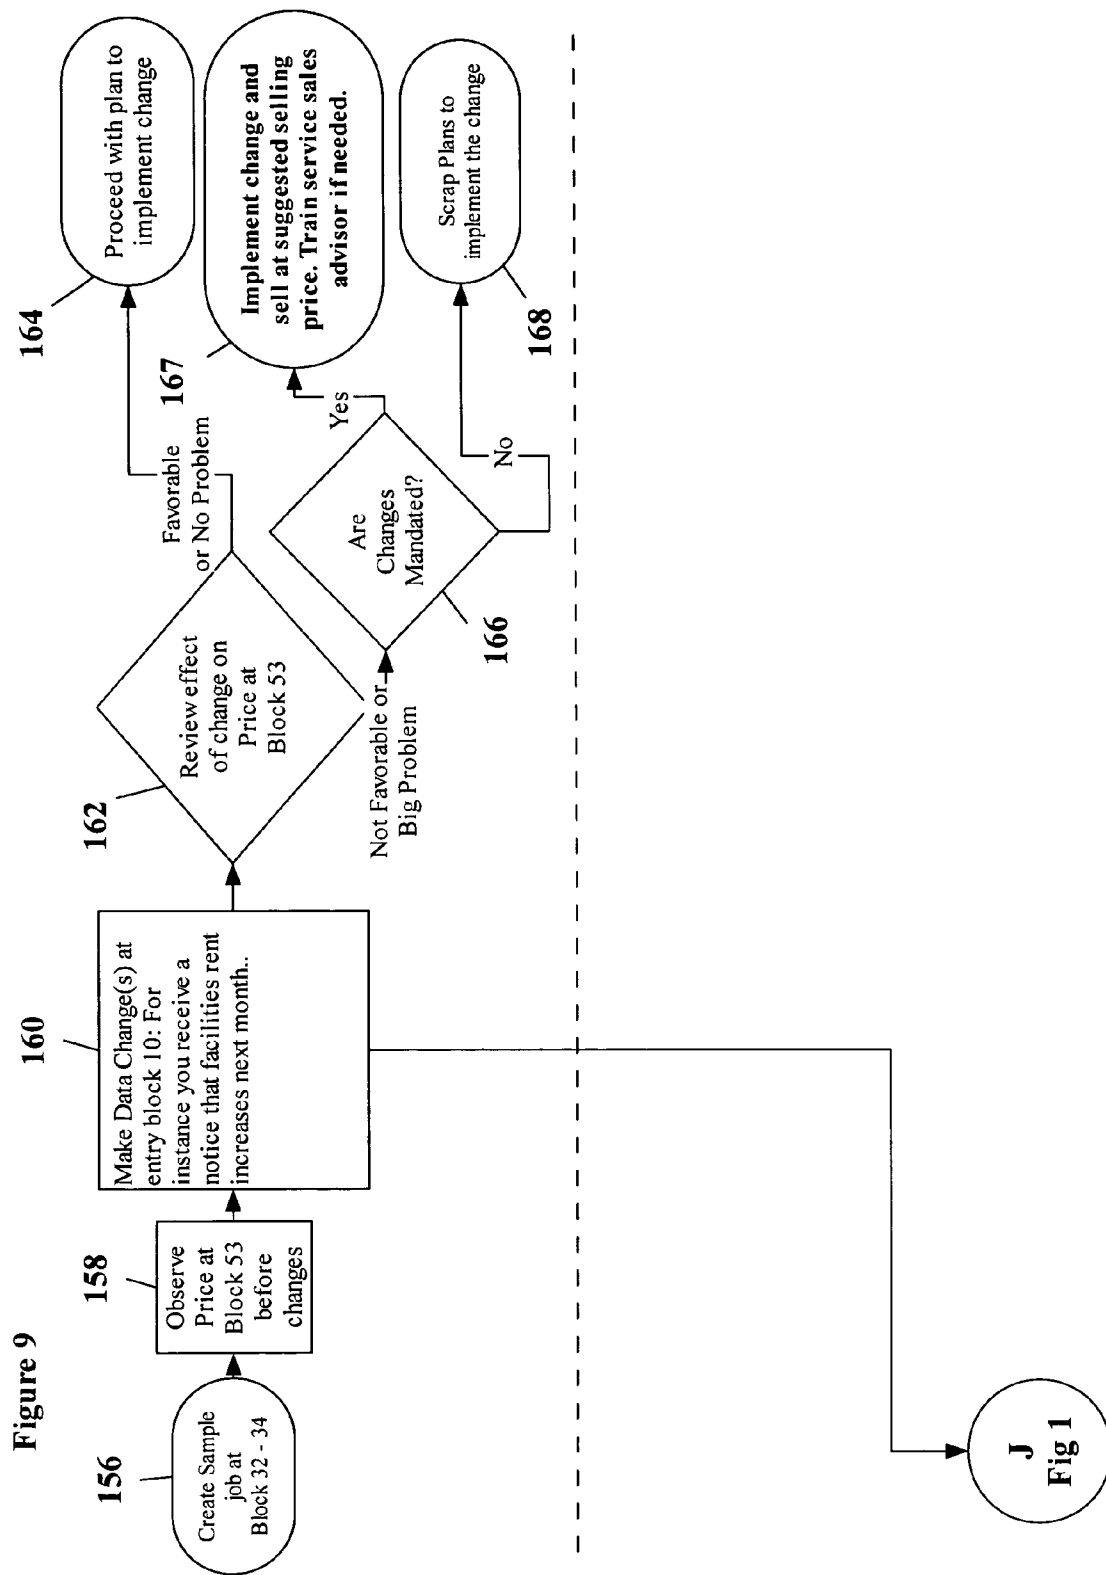 Figure 9
156
Create Sample
job at
Block 32 - 34
158
Observe
Price at
Block 53
before
changes
160
Make Data Change(s) at
entry block 10: For
instance you receive a
notice that facilities rent
increases next month..
162
Review effect
of change on
Price at
Block 53
Favorable
or No Problem
164
Proceed with plan to
implement change
Not Favorable or
Big Problem
166
Are
Changes
Mandated?
Yes
167
Implement change and
sell at suggested selling
price. Train service sales
advisor if needed.
No
168
Scrap Plans to
implement the change
J
Fig 1